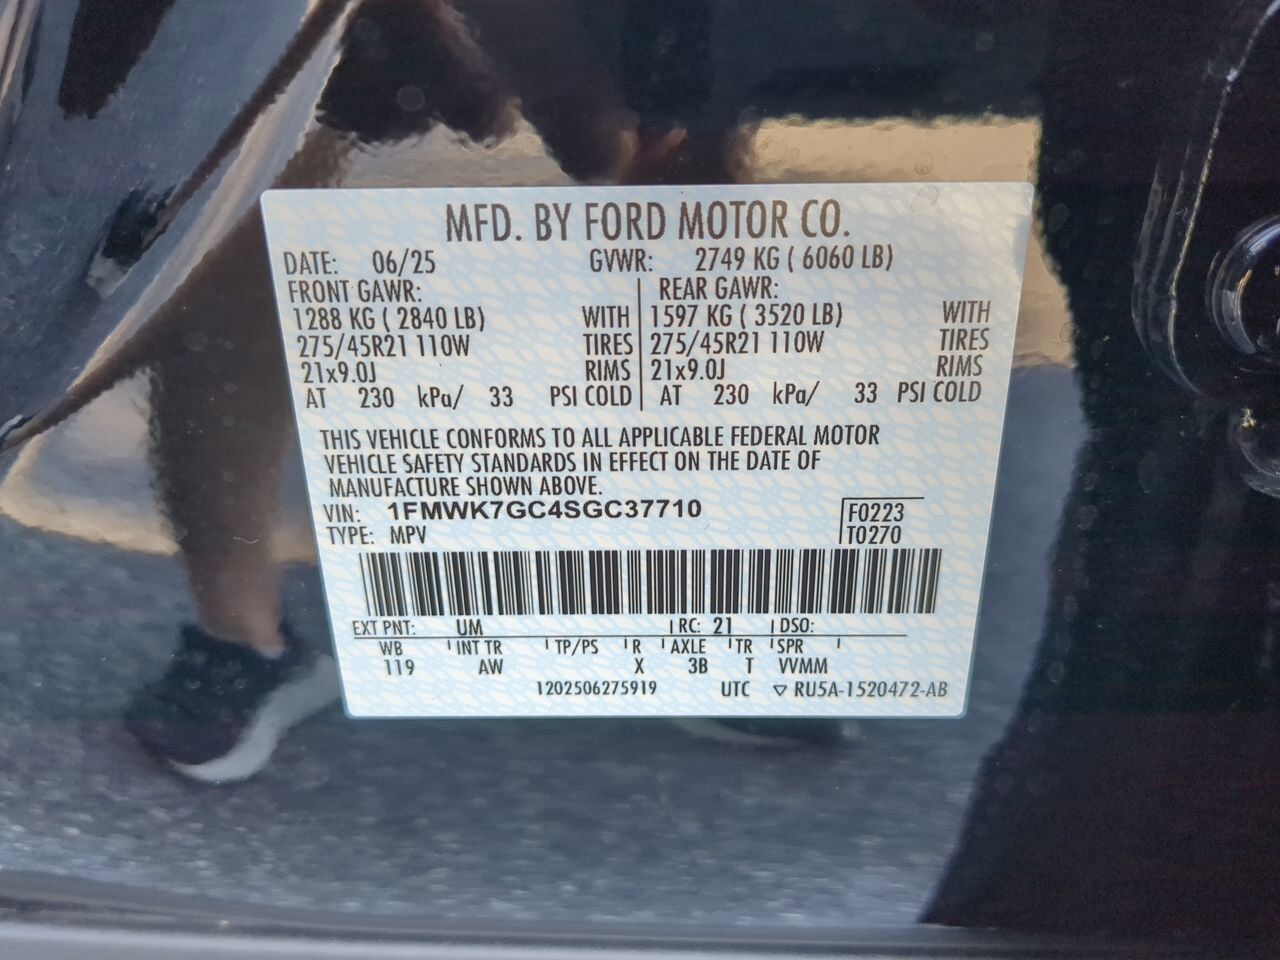 MFD. BY FORD MOTOR CO.
DATE: 06/25 GVWR: 2749 KG ( 6060 LB)
FRONT GAWR: REAR GAWR:
1288 KG ( 2840 LB) WITH 1597 KG ( 3520 LB) WITH
275/45R21 110W TIRES 275/45R21 110W TIRES
21x9.0J RIMS 21x9.0J RIMS
AT 230 kPa/ 33 PSI COLD AT 230 kPa/ 33 PSI COLD
THIS VEHICLE CONFORMS TO ALL APPLICABLE FEDERAL MOTOR
VEHICLE SAFETY STANDARDS IN EFFECT ON THE DATE OF
MANUFACTURE SHOWN ABOVE.
VIN: 1FMWK7GC4SGC37710 F0223
TYPE: MPV T0270
EXT PNT: UM RC: 21 DSO:
WB INT TR TP/PS R AXLE TR SPR
119 AW X 3B T VVMM
1202506275919 UTC ▽ RU5A-1520472-AB